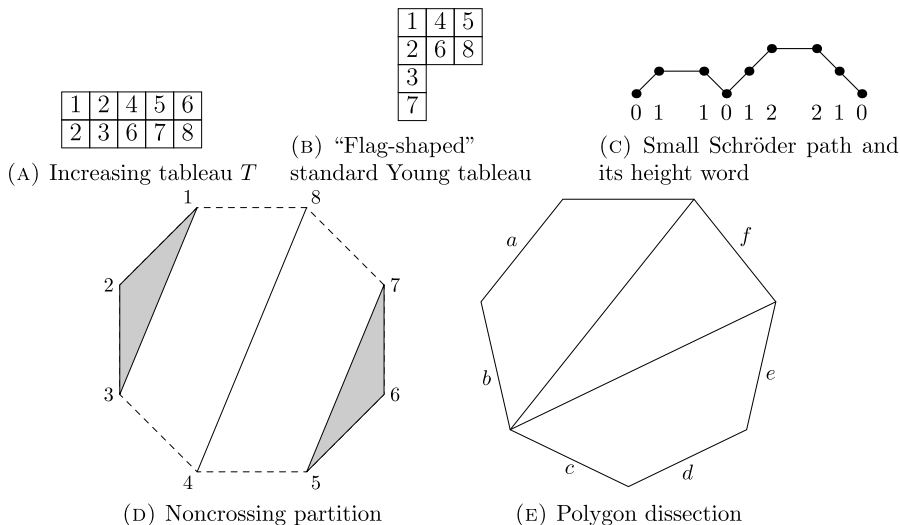 1 2 4 5 6
2 3 6 7 8
(A) Increasing tableau T
1 4 5
2 6 8
3
7
(B) “Flag-shaped”
standard Young tableau
0 1 1 0 1 2 2 1 0
(C) Small Schröder path and
its height word
1 8
2 7
3 6
4 5
(D) Noncrossing partition
a f
b e
c d
(E) Polygon dissection